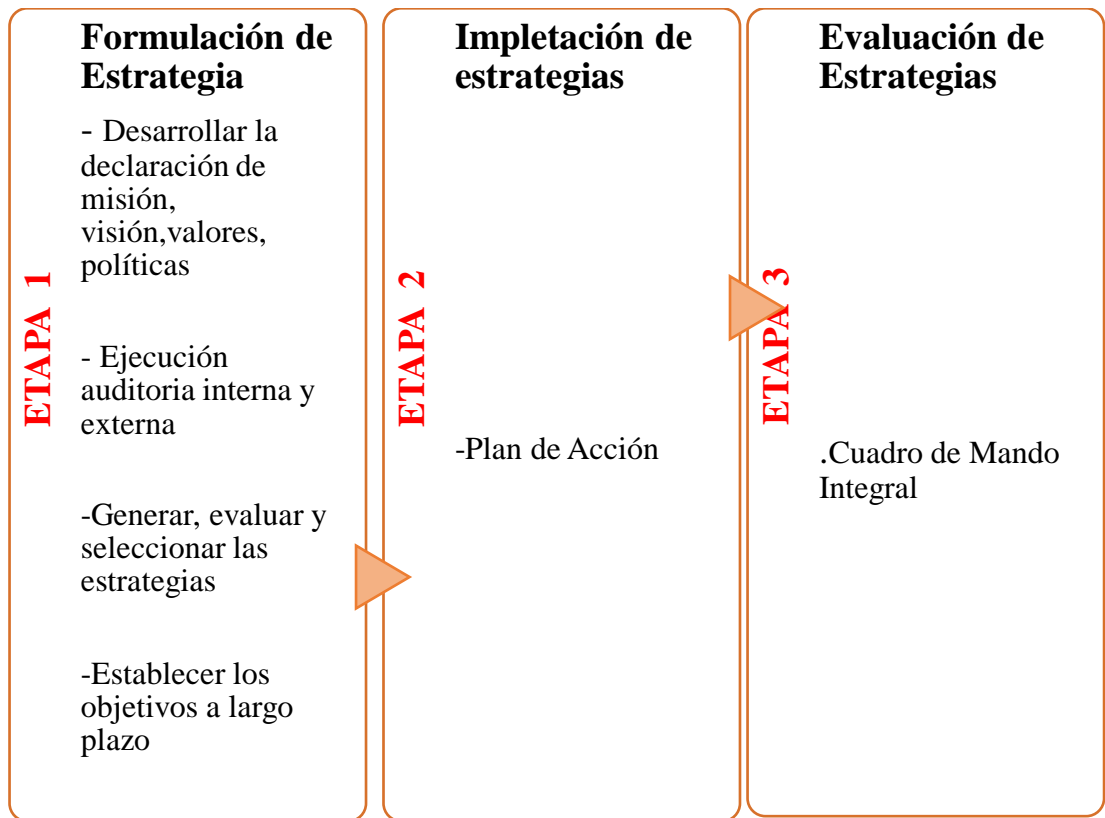 ETAPA 1
Formulación de
Estrategia
- Desarrollar la
declaración de
misión,
visión,valores,
políticas
- Ejecución
auditoria interna y
externa
-Generar, evaluar y
seleccionar las
estrategias
-Establecer los
objetivos a largo
plazo
ETAPA 2
Impletación de
estrategias
-Plan de Acción
ETAPA 3
Evaluación de
Estrategias
.Cuadro de Mando
Integral